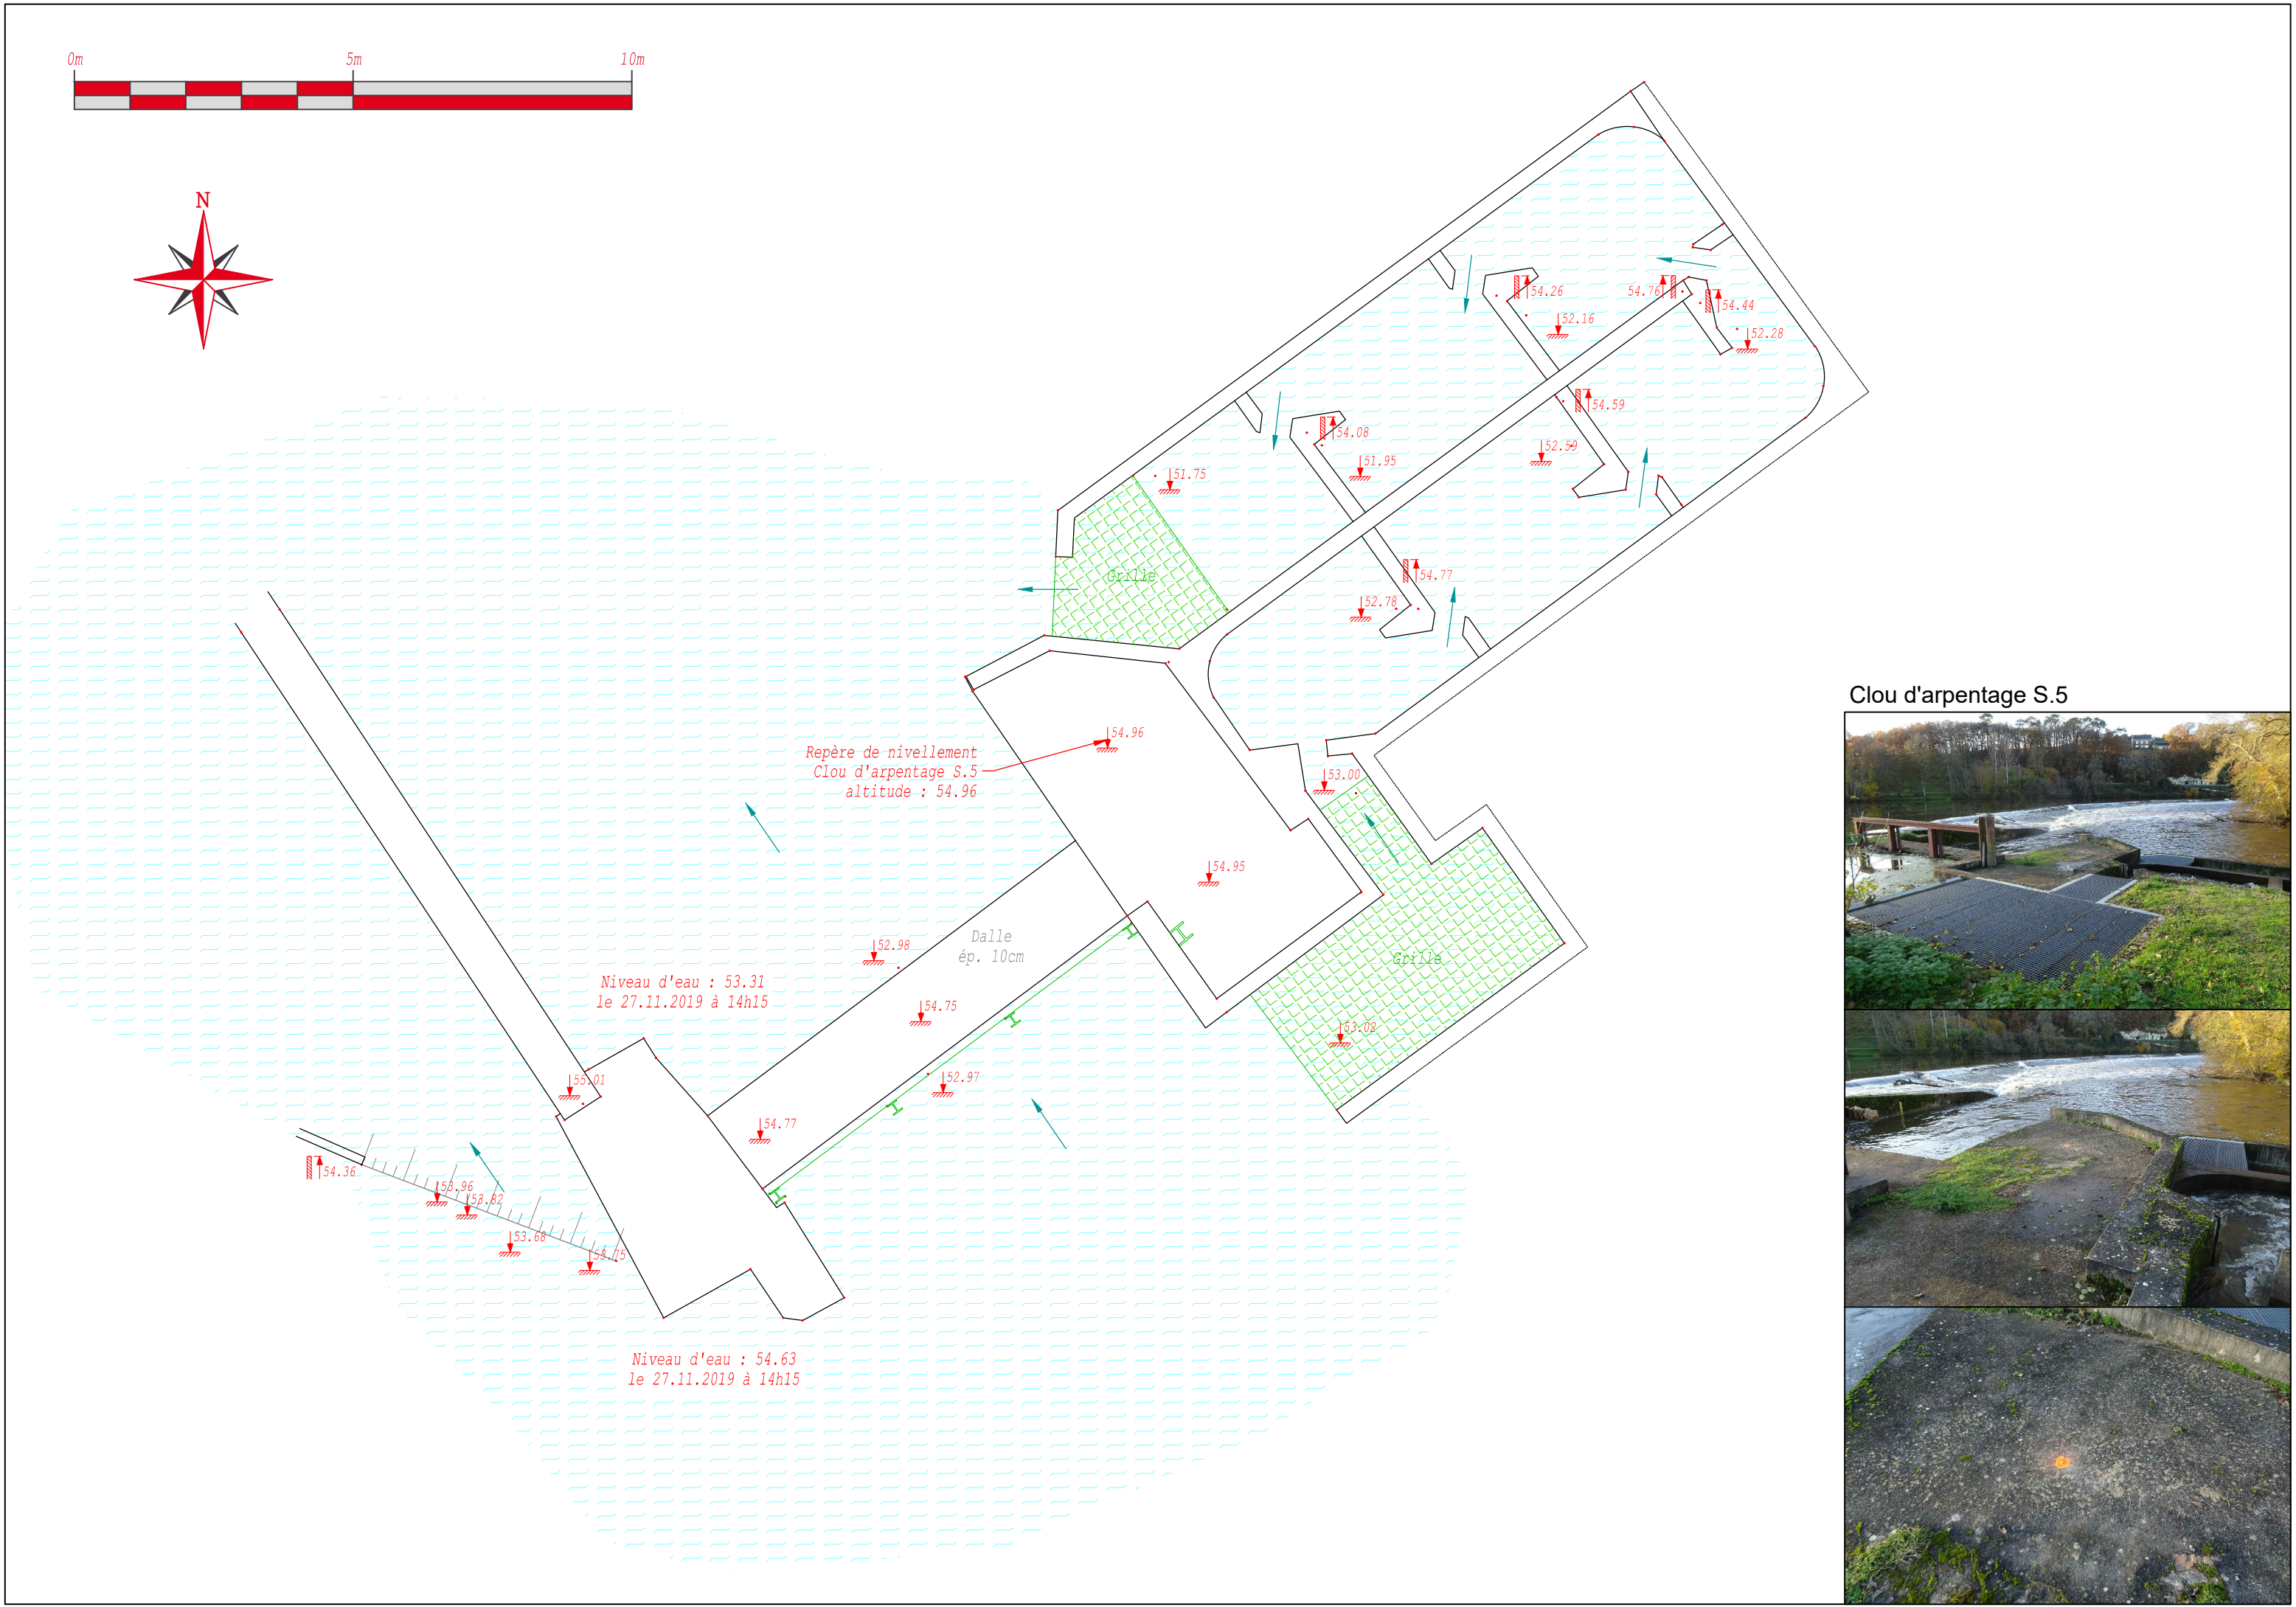 0m
5m
10m
N
54.26
54.76
54.44
52.16
52.28
54.59
54.08
52.59
51.95
51.75
54.77
52.78
Grille
Clou d'arpentage S.5
54.96
Repère de nivellement
Clou d'arpentage S.5
altitude : 54.96
53.00
54.95
Dalle
ép. 10cm
52.98
Grille
Niveau d'eau : 53.31
le 27.11.2019 à 14h15
54.75
53.02
52.97
55.01
54.77
54.36
53.96
53.82
53.68
53.75
Niveau d'eau : 54.63
le 27.11.2019 à 14h15